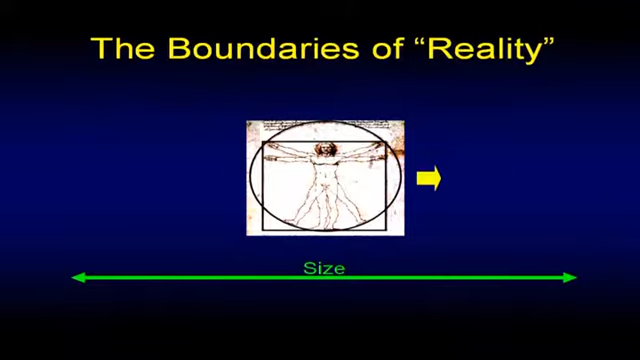 The Boundaries of “Reality”
Size